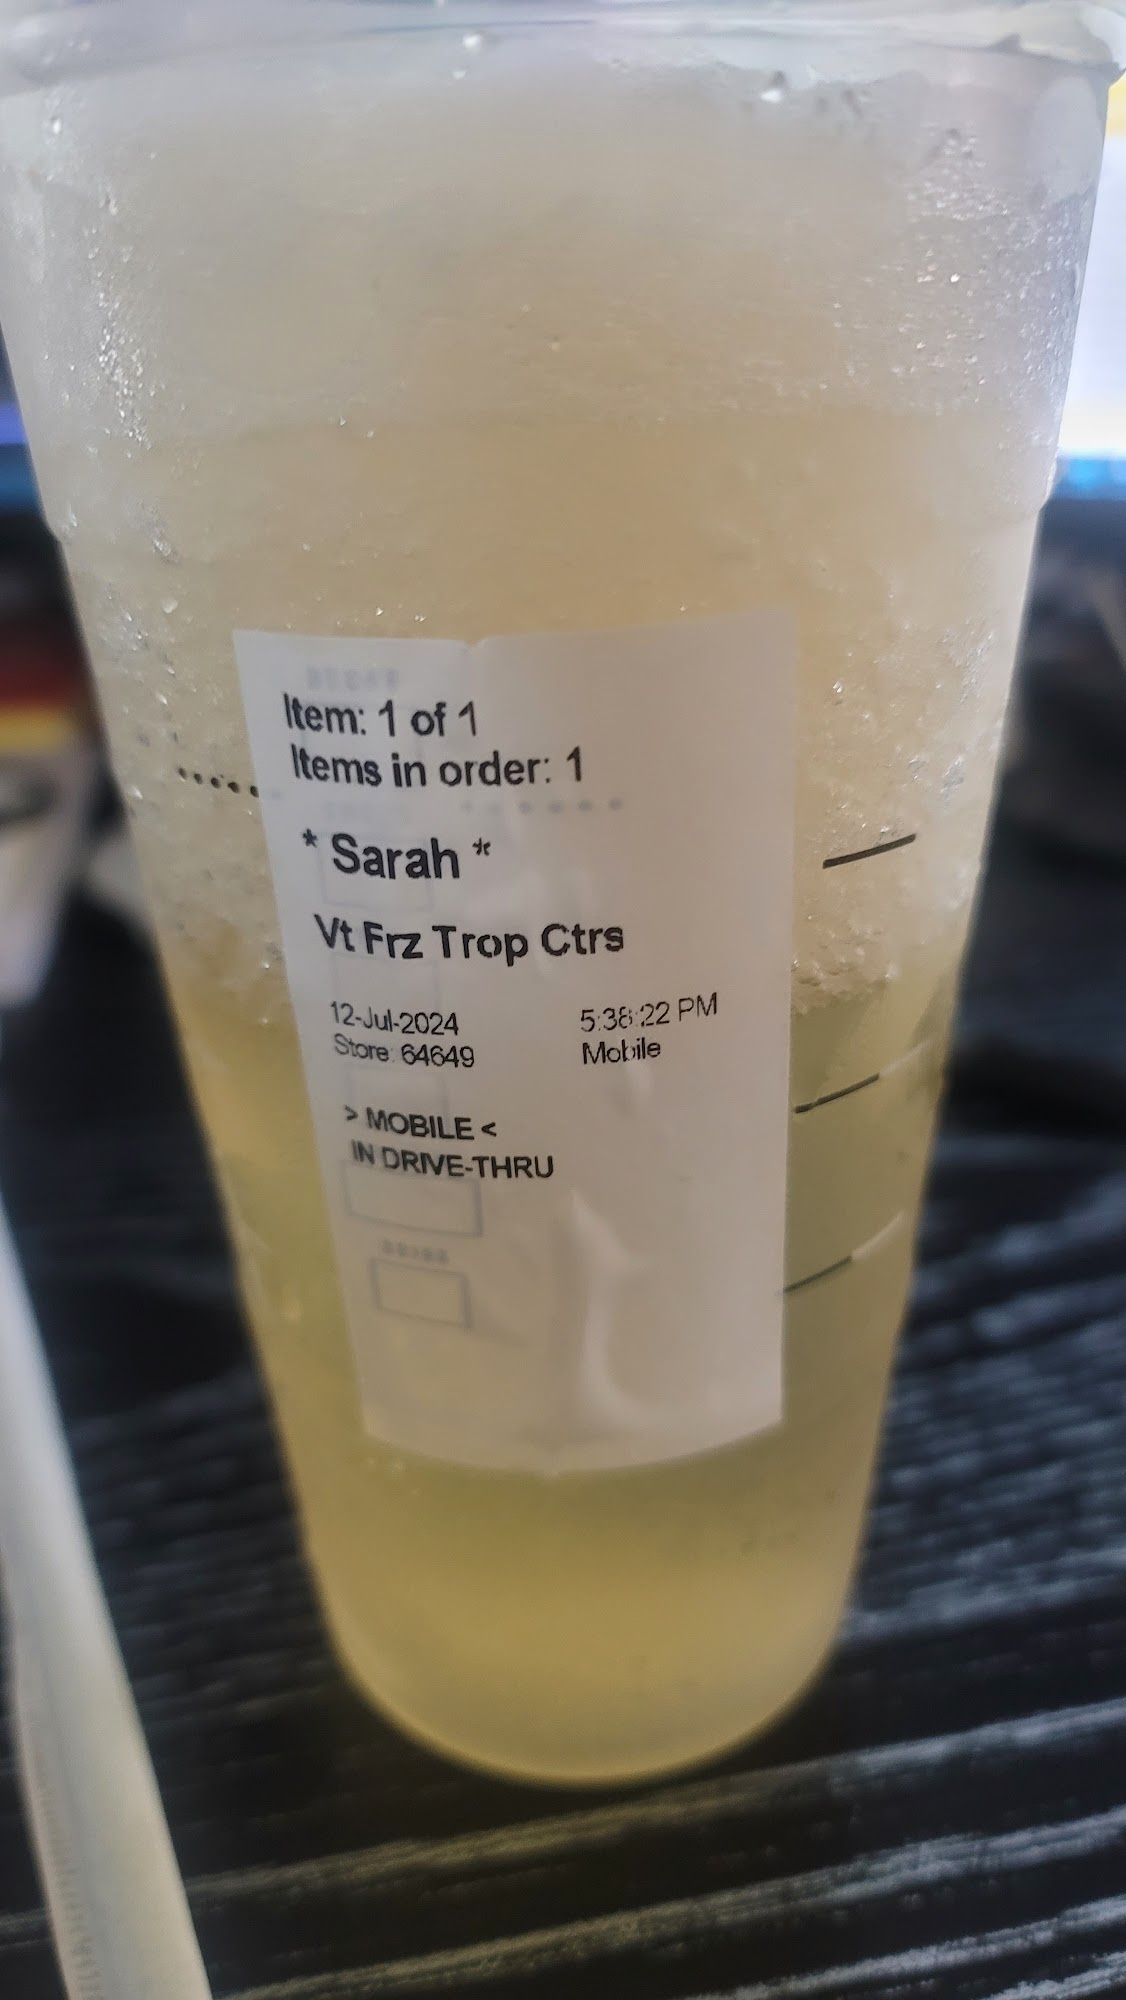 Item: 1 of 1
Items in order: 1
* Sarah *
Vt Frz Trop Ctrs
12-Jul-2024 5:38:22 PM
Store: 64649 Mobile
> MOBILE <
IN DRIVE-THRU